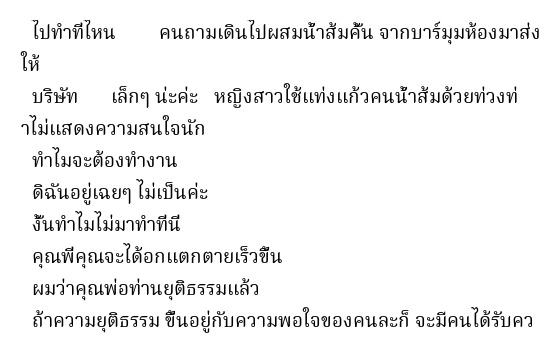 ไปทำทีไหน คนถามเดินไปผสมน้ำส้มคั้น จากบาร์มุมห้องมาส่ง
ให้
บริษัท เล็กๆ น่ะค่ะ หญิงสาวใช้แท่งแก้วคนน้ำส้มด้วยท่วงท่
าไม่แสดงความสนใจนัก
ทำไมจะต้องทำงาน
ดิฉันอยู่เฉยๆ ไม่เป็นค่ะ
งั้นทำไมไม่มาทำทีนี
คุณพีคุณจะได้อกแตกตายเร็วขึ้น
ผมว่าคุณพ่อท่านยุติธรรมแล้ว
ถ้าความยุติธรรม ขึ้นอยู่กับความพอใจของคนละก็ จะมีคนได้รับคว